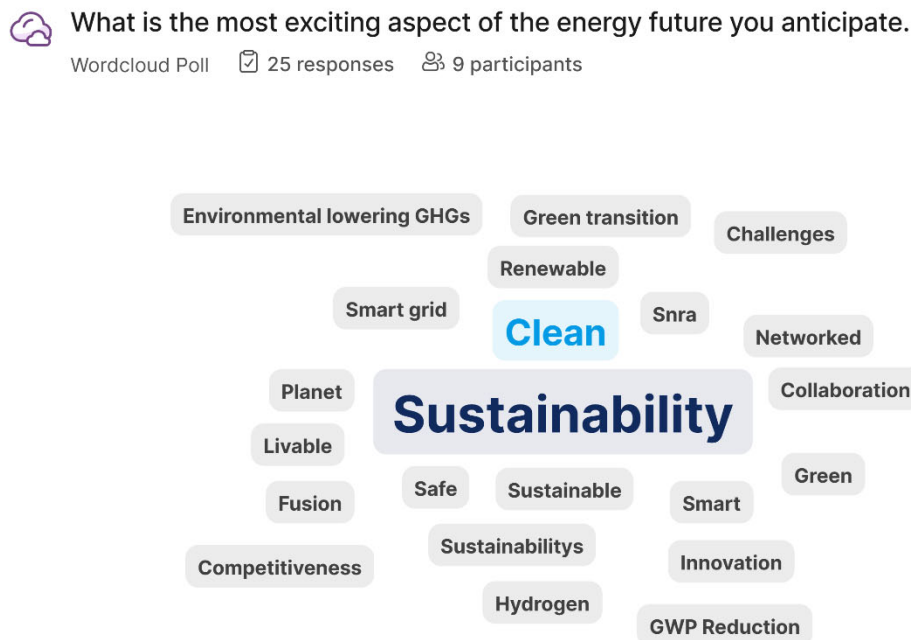 What is the most exciting aspect of the energy future you anticipate.
Wordcloud Poll 25 responses 9 participants
Environmental lowering GHGs
Green transition
Challenges
Renewable
Smart grid
Clean
Snra
Networked
Planet
Sustainability
Collaboration
Livable
Safe
Sustainable
Green
Fusion
Smart
Sustainabilitys
Competitiveness
Innovation
Hydrogen
GWP Reduction